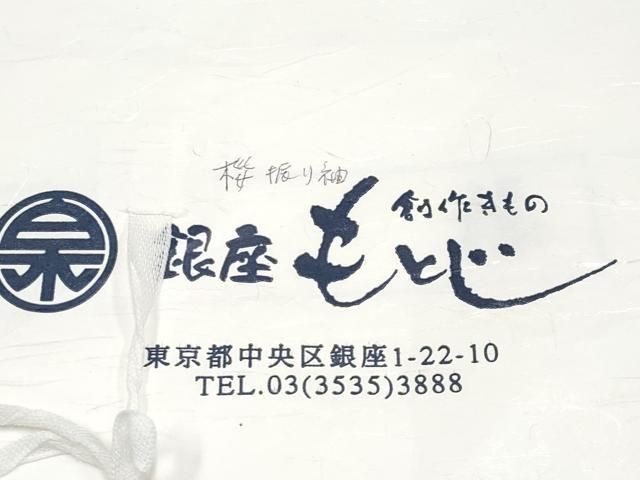 桜 振り袖
創作きもの
銀座 もとじ
東京都中央区銀座1-22-10
TEL.03(3535)3888